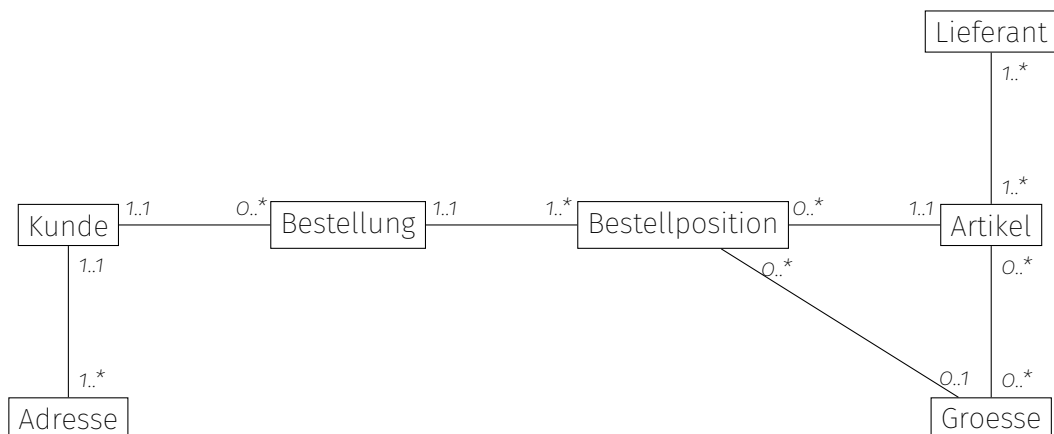 Lieferant
1..*
1..*
Kunde
1..1
0..*
Bestellung
1..1
1..*
Bestellposition
0..*
1..1
Artikel
1..1
0..*
0..*
1..*
0..1
0..*
Adresse
Groesse